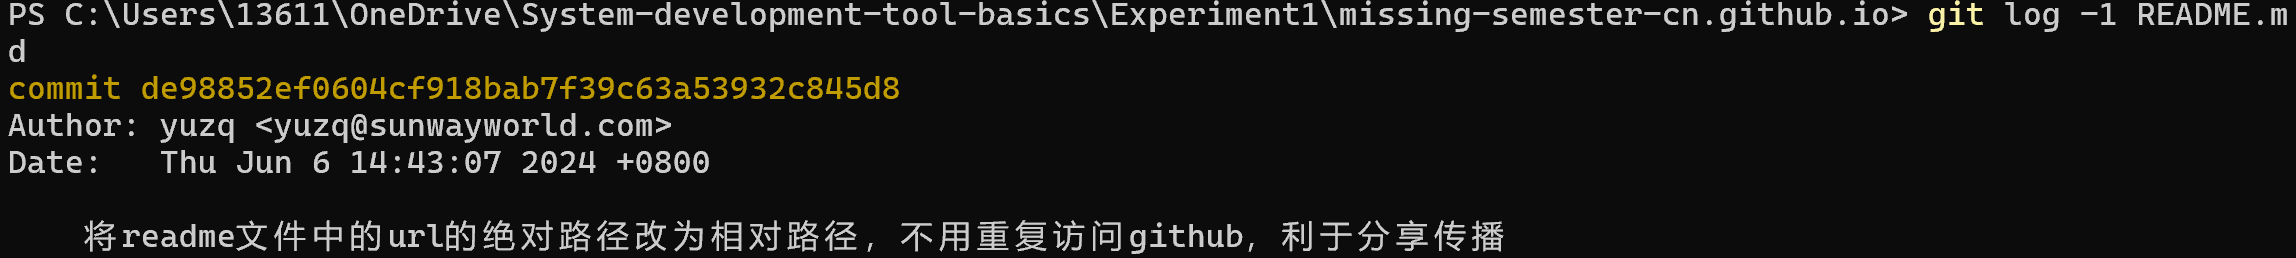 PS C:\Users\13611\OneDrive\System-development-tool-basics\Experiment1\missing-semester-cn.github.io> git log -1 README.m
d
commit de98852ef0604cf918bab7f39c63a53932c845d8
Author: yuzq <yuzq@sunwayworld.com>
Date:   Thu Jun 6 14:43:07 2024 +0800
将readme文件中的url的绝对路径改为相对路径，不用重复访问github，利于分享传播